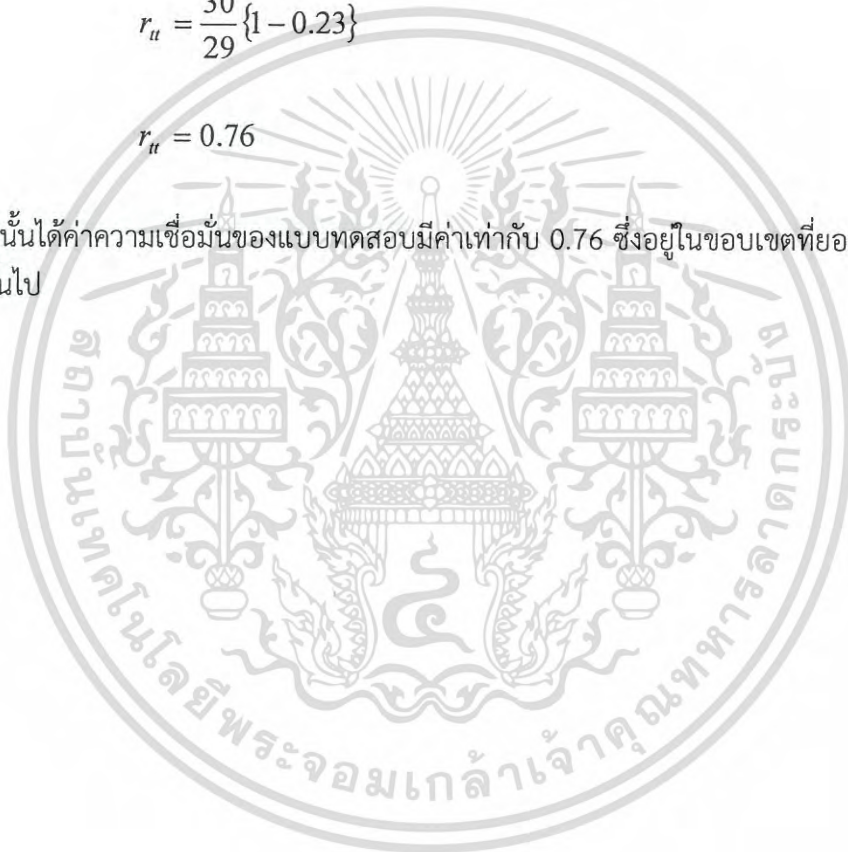 r_{tt} = \frac{30}{29}\{1-0.23\}
r_{tt} = 0.76
นั้นได้ค่าความเชื่อมั่นของแบบทดสอบมีค่าเท่ากับ 0.76 ซึ่งอยู่ในขอบเขตที่ยอ
นไป
สถาบันเทคโนโลยีพระจอมเกล้าเจ้าคุณทหารลาดกระบัง